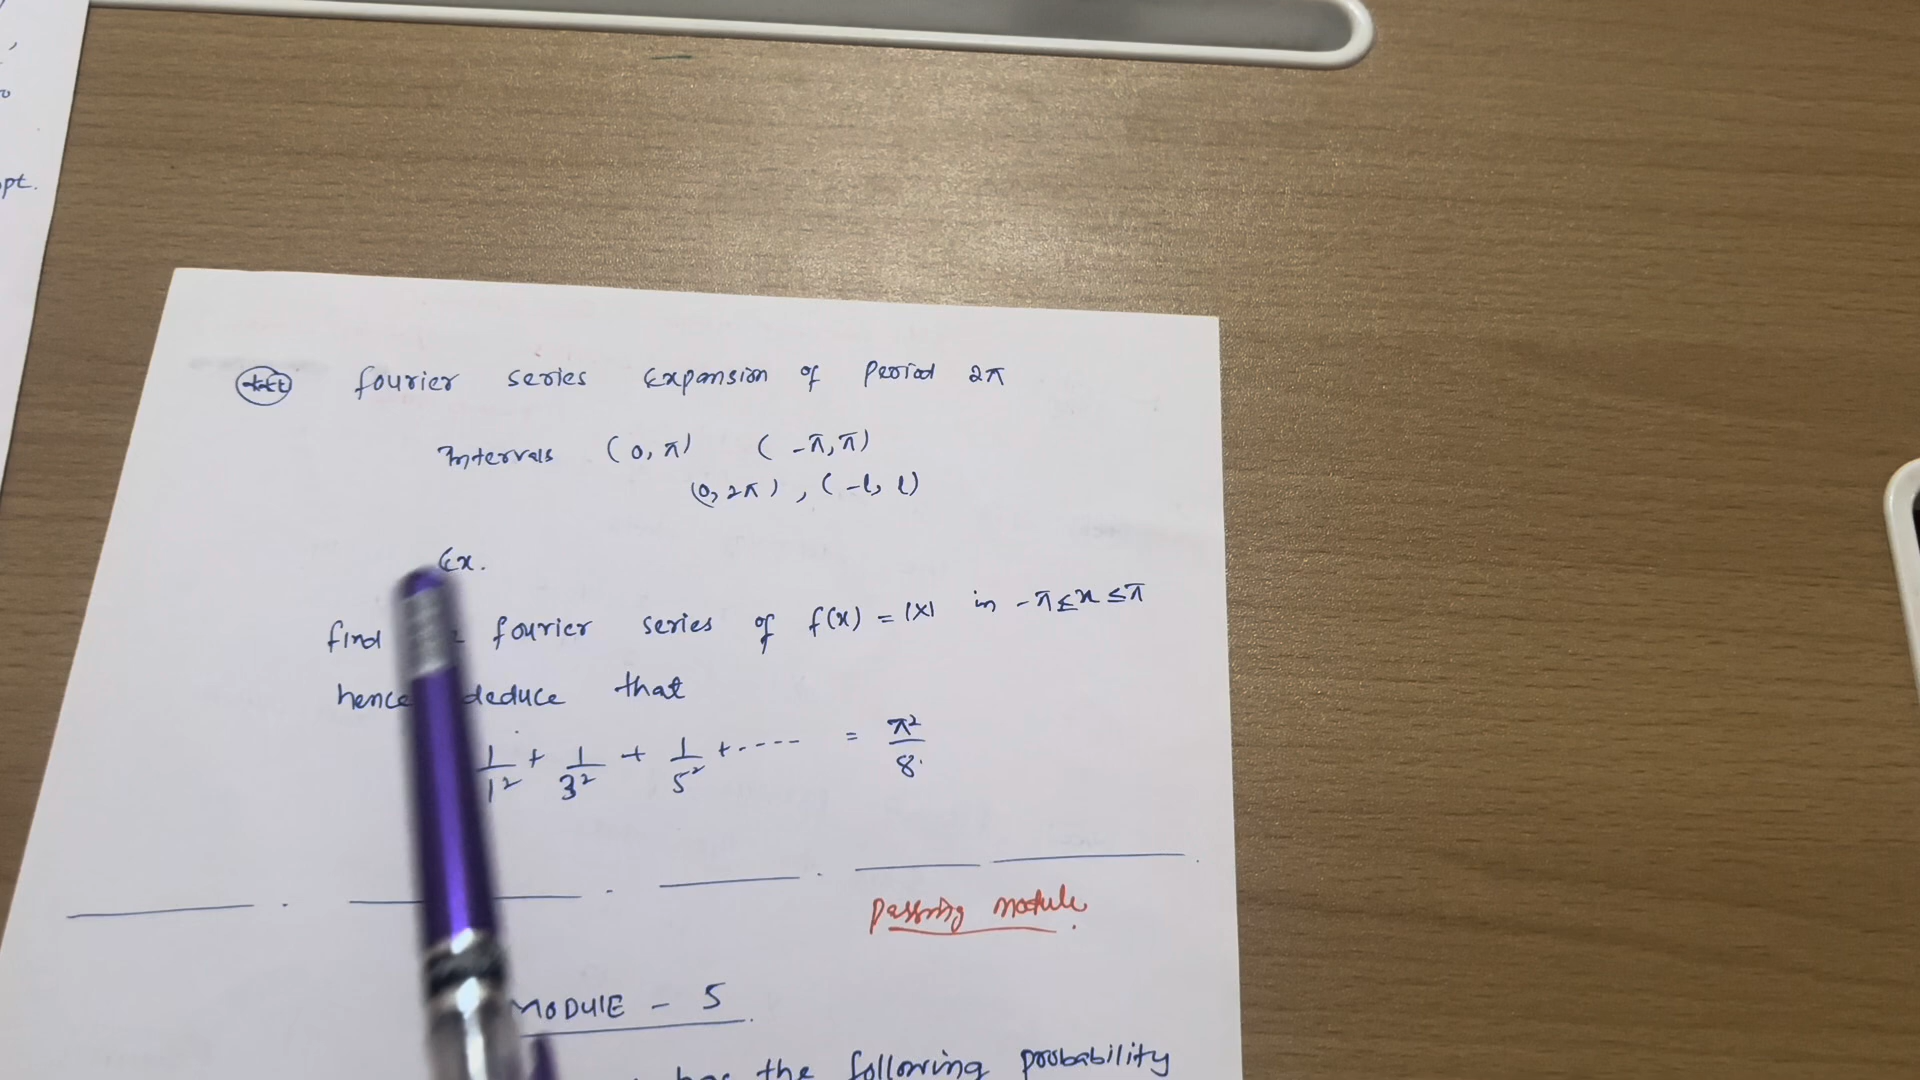 pt.
Fourier series Expansion of Period 2π
Intervals (0, π) (-π, π)
(0, 2π), (-l, l)
Ex.
find fourier series of f(x) = |x| in -π ≤ x ≤ π
hence deduce that
1/1² + 1/3² + 1/5² + ---- = π²/8.
Passing module.
MODULE - 5
the following probability